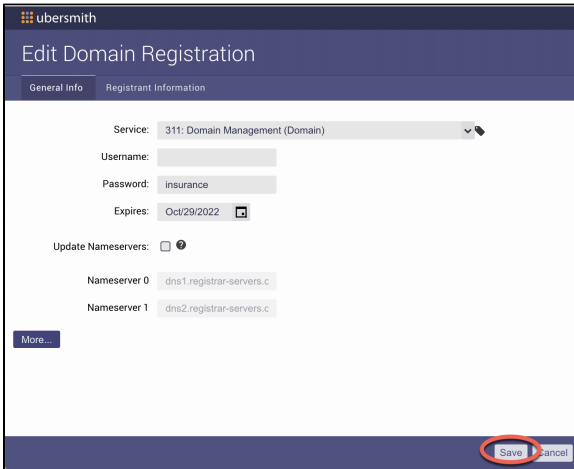 ubersmith
Edit Domain Registration
General Info Registrant Information
Service: 311: Domain Management (Domain)
Username:
Password: insurance
Expires: Oct/29/2022
Update Nameservers:
Nameserver 0 dns1.registrar-servers.c
Nameserver 1 dns2.registrar-servers.c
More...
Save Cancel